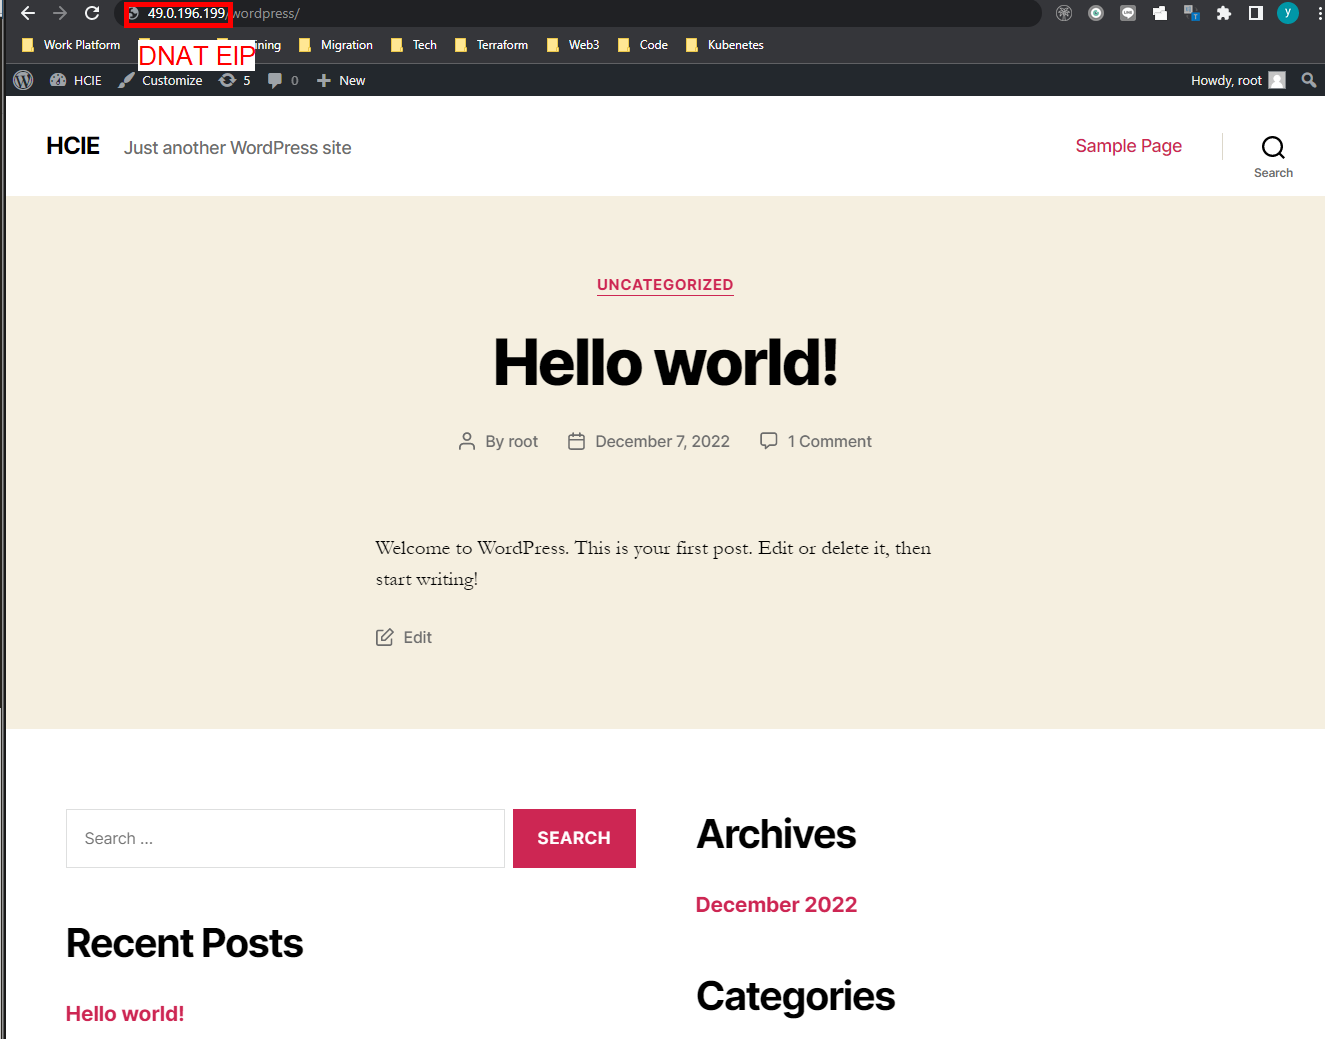 49.0.196.199/wordpress/
Work Platform
Migration
Tech
Terraform
Web3
Code
Kubenetes
DNAT EIP
HCIE
Customize
5
0
New
Howdy, root
y
HCIE
Just another WordPress site
Sample Page
Search
UNCATEGORIZED
Hello world!
By root
December 7, 2022
1 Comment
Welcome to WordPress. This is your first post. Edit or delete it, then
start writing!
Edit
Search ...
SEARCH
Archives
December 2022
Recent Posts
Categories
Hello world!